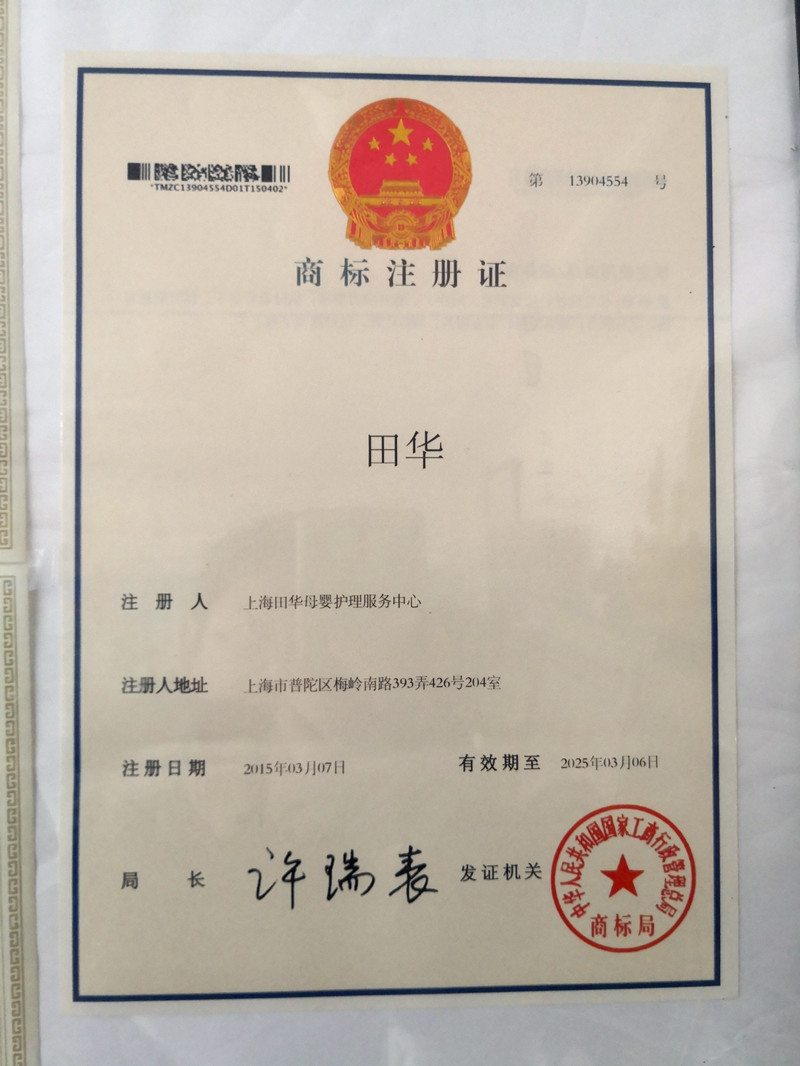 *TMZC13904554D01T150402*
第 13904554 号
商标注册证
田华
注册人 上海田华母婴护理服务中心
注册人地址 上海市普陀区梅岭南路393弄426号204室
注册日期 2015年03月07日 有效期至 2025年03月06日
局长 许瑞表 发证机关
中华人民共和国国家工商行政管理总局
商标局